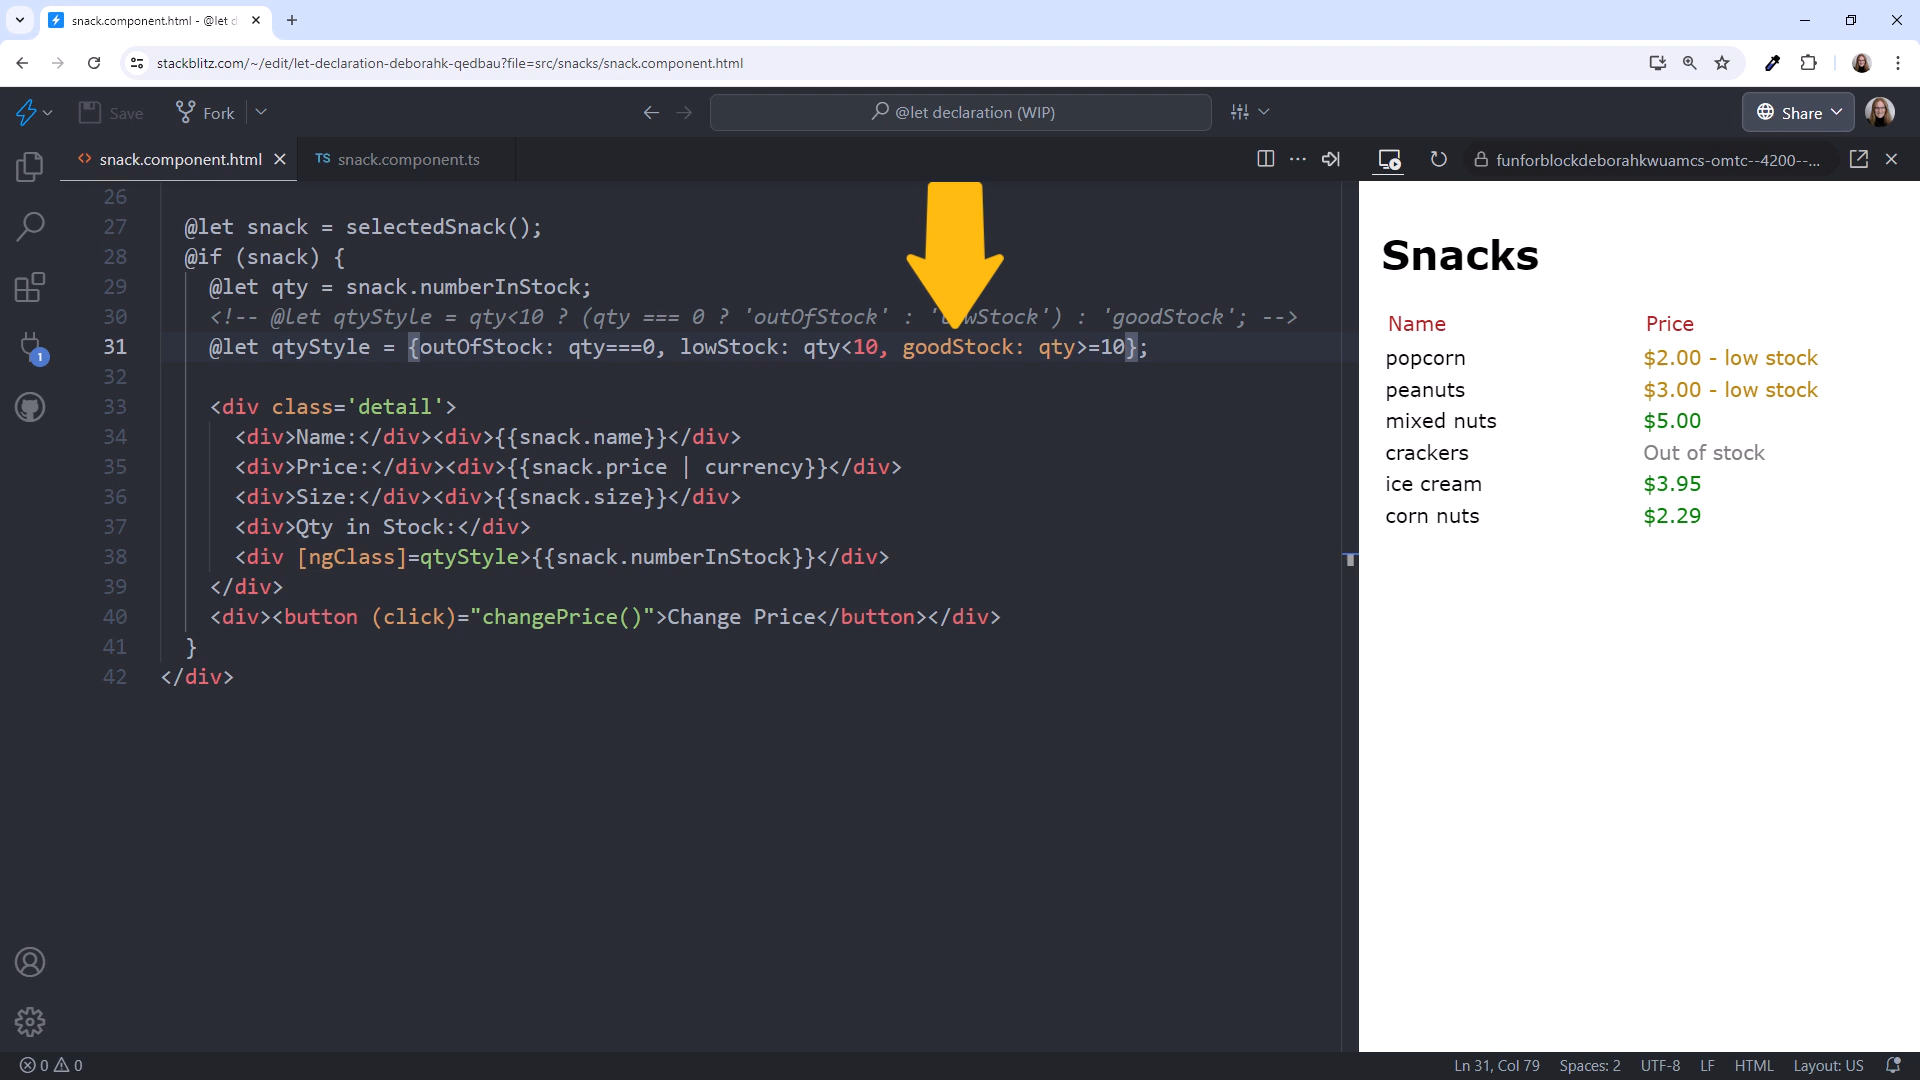 snack.component.html - @let d
stackblitz.com/~/edit/let-declaration-deborahk-qedbau?file=src/snacks/snack.component.html
Save
Fork
@let declaration (WIP)
Share
snack.component.html
TS snack.component.ts
funforblockdeborahkwuamcs-omtc--4200--...
26
27 @let snack = selectedSnack();
28 @if (snack) {
29 @let qty = snack.numberInStock;
30 <!-- @let qtyStyle = qty<10 ? (qty === 0 ? 'outOfStock' : 'wStock') : 'goodStock'; -->
31 @let qtyStyle = {outOfStock: qty===0, lowStock: qty<10, goodStock: qty>=10};
32
33 <div class='detail'>
34 <div>Name:</div><div>{{snack.name}}</div>
35 <div>Price:</div><div>{{snack.price | currency}}</div>
36 <div>Size:</div><div>{{snack.size}}</div>
37 <div>Qty in Stock:</div>
38 <div [ngClass]=qtyStyle>{{snack.numberInStock}}</div>
39 </div>
40 <div><button (click)="changePrice()">Change Price</button></div>
41 }
42 </div>
1
Snacks
Name Price
popcorn $2.00 - low stock
peanuts $3.00 - low stock
mixed nuts $5.00
crackers Out of stock
ice cream $3.95
corn nuts $2.29
0 0
Ln 31, Col 79 Spaces: 2 UTF-8 LF HTML Layout: US